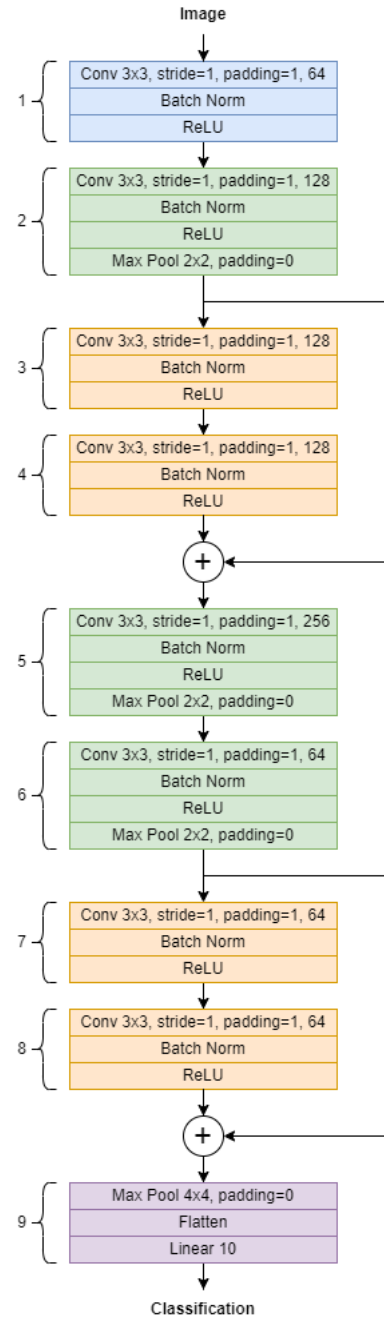 Image
1
Conv 3x3, stride=1, padding=1, 64
Batch Norm
ReLU
2
Conv 3x3, stride=1, padding=1, 128
Batch Norm
ReLU
Max Pool 2x2, padding=0
3
Conv 3x3, stride=1, padding=1, 128
Batch Norm
ReLU
4
Conv 3x3, stride=1, padding=1, 128
Batch Norm
ReLU
+
5
Conv 3x3, stride=1, padding=1, 256
Batch Norm
ReLU
Max Pool 2x2, padding=0
6
Conv 3x3, stride=1, padding=1, 64
Batch Norm
ReLU
Max Pool 2x2, padding=0
7
Conv 3x3, stride=1, padding=1, 64
Batch Norm
ReLU
8
Conv 3x3, stride=1, padding=1, 64
Batch Norm
ReLU
+
9
Max Pool 4x4, padding=0
Flatten
Linear 10
Classification